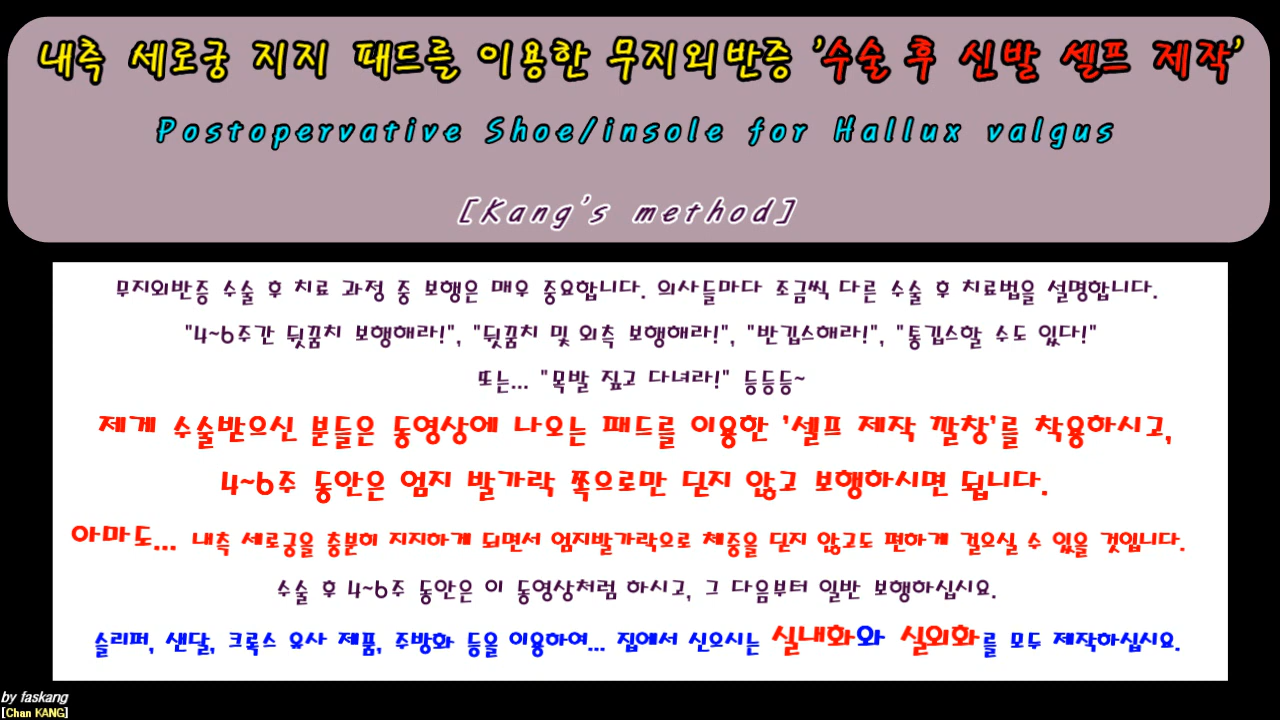 내측 세로궁 지지 패드를 이용한 무지외반증 '수술 후 신발 셀프 제작'
Postopervative Shoe/insole for Hallux valgus
[Kang's method]
무지외반증 수술 후 치료 과정 중 보행은 매우 중요합니다. 의사들마다 조금씩 다른 수술 후 치료법을 설명합니다.
"4~6주간 뒷꿈치 보행해라!", "뒷꿈치 및 외측 보행해라!", "반깁스해라!", "통깁스할 수도 있다!"
또는... "목발 짚고 다녀라!" 등등등~
제게 수술받으신 분들은 동영상에 나오는 패드를 이용한 '셀프 제작 깔창'를 착용하시고,
4~6주 동안은 엄지 발가락 쪽으로만 딛지 않고 보행하시면 됩니다.
아마도... 내측 세로궁을 충분히 지지하게 되면서 엄지발가락으로 체중을 딛지 않고도 편하게 걸으실 수 있을 것입니다.
수술 후 4~6주 동안은 이 동영상처럼 하시고, 그 다음부터 일반 보행하십시요.
슬리퍼, 샌달, 크록스 유사 제품, 주방화 등을 이용하여... 집에서 신으시는 실내화와 실외화를 모두 제작하십시요.
by faskang
[Chan KANG]